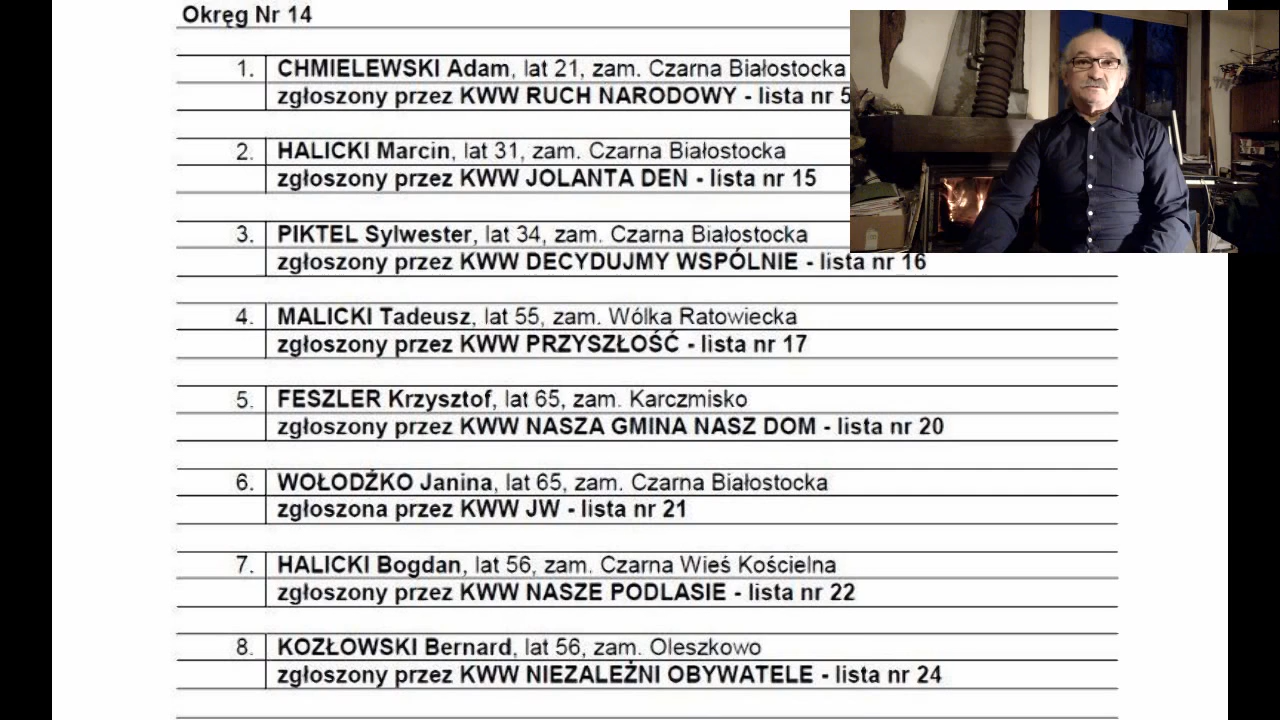 Okręg Nr 14
1. CHMIELEWSKI Adam, lat 21, zam. Czarna Białostocka
zgłoszony przez KWW RUCH NARODOWY - lista nr 5
2. HALICKI Marcin, lat 31, zam. Czarna Białostocka
zgłoszony przez KWW JOLANTA DEN - lista nr 15
3. PIKTEL Sylwester, lat 34, zam. Czarna Białostocka
zgłoszony przez KWW DECYDUJMY WSPÓLNIE - lista nr 16
4. MALICKI Tadeusz, lat 55, zam. Wólka Ratowiecka
zgłoszony przez KWW PRZYSZŁOŚĆ - lista nr 17
5. FESZLER Krzysztof, lat 65, zam. Karczmisko
zgłoszony przez KWW NASZA GMINA NASZ DOM - lista nr 20
6. WOŁODŹKO Janina, lat 65, zam. Czarna Białostocka
zgłoszona przez KWW JW - lista nr 21
7. HALICKI Bogdan, lat 56, zam. Czarna Wieś Kościelna
zgłoszony przez KWW NASZE PODLASIE - lista nr 22
8. KOZŁOWSKI Bernard, lat 56, zam. Oleszkowo
zgłoszony przez KWW NIEZALEŻNI OBYWATELE - lista nr 24